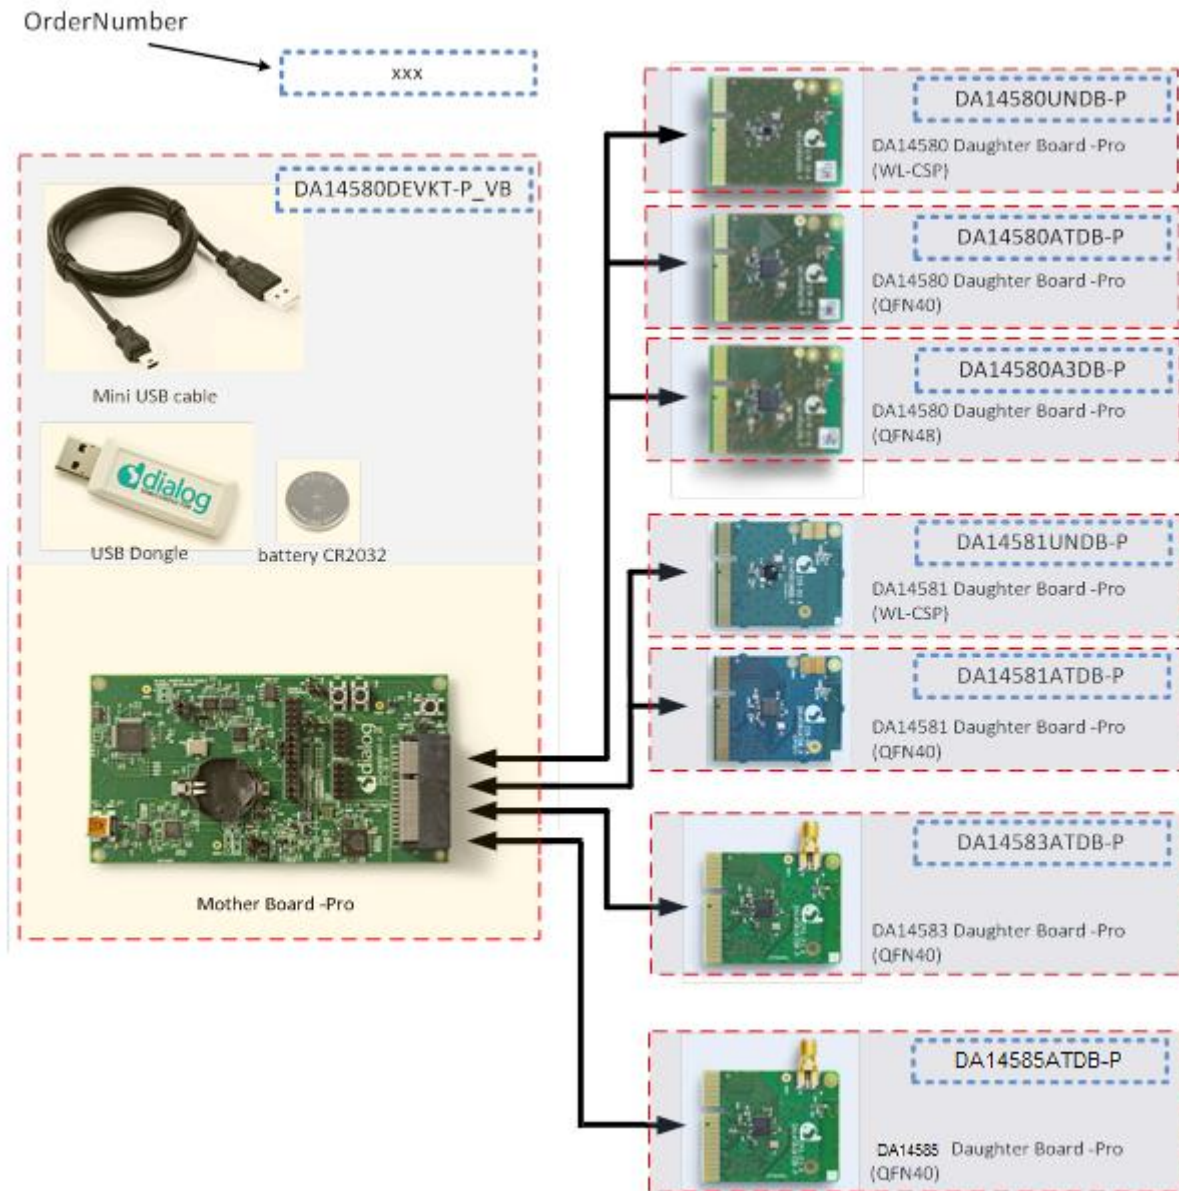 OrderNumber
xxx
DA14580DEVKT-P_VB
Mini USB cable
dialog
USB Dongle
battery CR2032
dialog
Mother Board -Pro
DA14580UNDB-P
DA14580 Daughter Board -Pro
(WL-CSP)
DA14580ATDB-P
DA14580 Daughter Board -Pro
(QFN40)
DA14580A3DB-P
DA14580 Daughter Board -Pro
(QFN48)
DA14581UNDB-P
DA14581 Daughter Board -Pro
(WL-CSP)
DA14581ATDB-P
DA14581 Daughter Board -Pro
(QFN40)
DA14583ATDB-P
DA14583 Daughter Board -Pro
(QFN40)
DA14585ATDB-P
DA14585 Daughter Board -Pro
(QFN40)